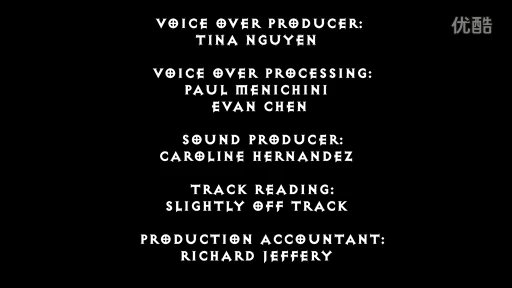 VOICE OVER PRODUCER:
TINA NGUYEN
优酷
VOICE OVER PROCESSING:
PAUL MENICHINI
EVAN CHEN
SOUND PRODUCER:
CAROLINE HERNANDEZ
TRACK READING:
SLIGHTLY OFF TRACK
PRODUCTION ACCOUNTANT:
RICHARD JEFFERY